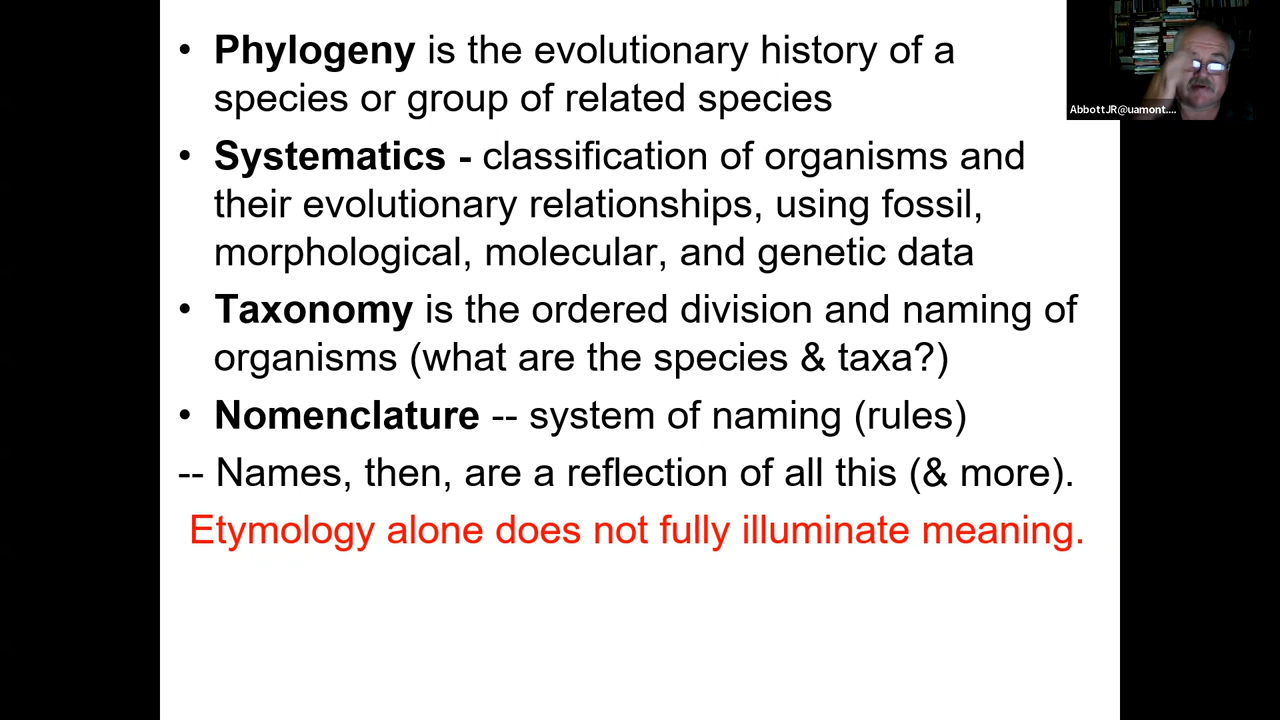 • Phylogeny is the evolutionary history of a
species or group of related species
• Systematics - classification of organisms and
their evolutionary relationships, using fossil,
morphological, molecular, and genetic data
• Taxonomy is the ordered division and naming of
organisms (what are the species & taxa?)
• Nomenclature -- system of naming (rules)
-- Names, then, are a reflection of all this (& more).
Etymology alone does not fully illuminate meaning.
AbbottJR@uamont....